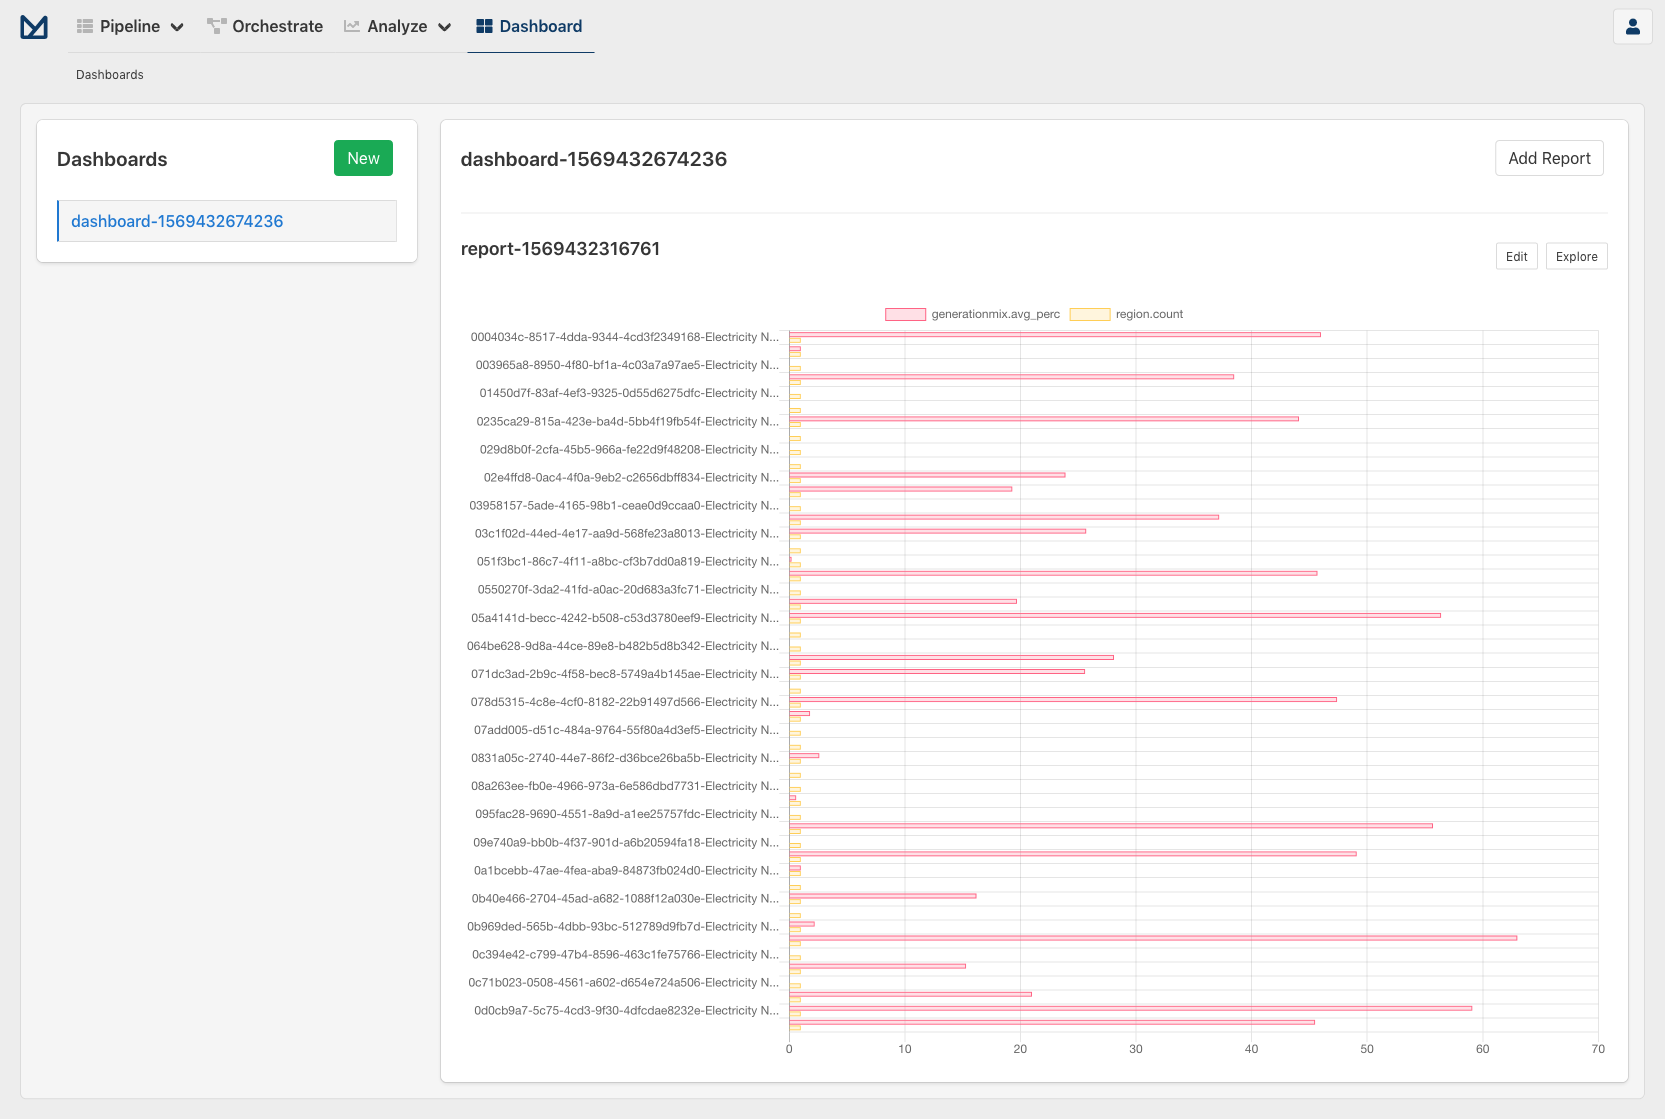 Pipeline Orchestrate Analyze Dashboard
Dashboards
Dashboards New
dashboard-1569432674236
dashboard-1569432674236 Add Report
report-1569432316761 Edit Explore
generationmix.avg_perc region.count
0004034c-8517-4dda-9344-4cd3f2349168-Electricity N...
003965a8-8950-4f80-bf1a-4c03a7a97ae5-Electricity N...
01450d7f-83af-4ef3-9325-0d55d6275dfc-Electricity N...
0235ca29-815a-423e-ba4d-5bb4f19fb54f-Electricity N...
029d8b0f-2cfa-45b5-966a-fe22d9f48208-Electricity N...
02e4ffd8-0ac4-4f0a-9eb2-c2656dbff834-Electricity N...
03958157-5ade-4165-98b1-ceae0d9ccaa0-Electricity N...
03c1f02d-44ed-4e17-aa9d-568fe23a8013-Electricity N...
051f3bc1-86c7-4f11-a8bc-cf3b7dd0a819-Electricity N...
0550270f-3da2-41fd-a0ac-20d683a3fc71-Electricity N...
05a4141d-becc-4242-b508-c53d3780eef9-Electricity N...
064be628-9d8a-44ce-89e8-b482b5d8b342-Electricity N...
071dc3ad-2b9c-4f58-bec8-5749a4b145ae-Electricity N...
078d5315-4c8e-4cf0-8182-22b91497d566-Electricity N...
07add005-d51c-484a-9764-55f80a4d3ef5-Electricity N...
0831a05c-2740-44e7-86f2-d36bce26ba5b-Electricity N...
08a263ee-fb0e-4966-973a-6e586dbd7731-Electricity N...
095fac28-9690-4551-8a9d-a1ee25757fdc-Electricity N...
09e740a9-bb0b-4f37-901d-a6b20594fa18-Electricity N...
0a1bcebb-47ae-4fea-aba9-84873fb024d0-Electricity N...
0b40e466-2704-45ad-a682-1088f12a030e-Electricity N...
0b969ded-565b-4dbb-93bc-512789d9fb7d-Electricity N...
0c394e42-c799-47b4-8596-463c1fe75766-Electricity N...
0c71b023-0508-4561-a602-d654e724a506-Electricity N...
0d0cb9a7-5c75-4cd3-9f30-4dfcdae8232e-Electricity N...
0 10 20 30 40 50 60 70